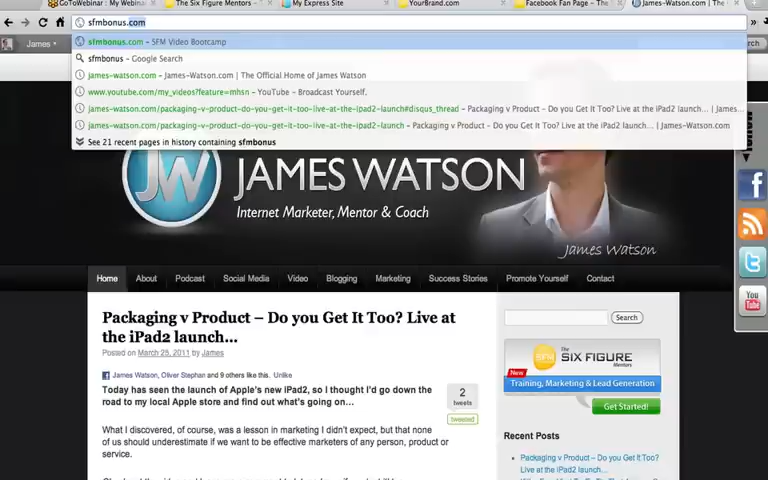 GoToWebinar : My Webinars
The Six Figure Mentors -
My Express Site
YourBrand.com
Facebook Fan Page -
James-Watson.com | The
sfmbonus.com
James
sfmbonus.com - SFM Video Bootcamp
sfmbonus - Google Search
james-watson.com - James-Watson.com | The Official Home of James Watson
www.youtube.com/my_videos?feature=mhsn - YouTube - Broadcast Yourself.
james-watson.com/packaging-v-product-do-you-get-it-too-live-at-the-ipad2-launch#disqus_thread - Packaging v Product - Do you Get It Too? Live at the iPad2 launch... | James...
james-watson.com/packaging-v-product-do-you-get-it-too-live-at-the-ipad2-launch - Packaging v Product - Do you Get It Too? Live at the iPad2 launch... | James-Watson.com
See 21 recent pages in history containing sfmbonus
JW JAMES WATSON
Internet Marketer, Mentor & Coach
James Watson
Home About Podcast Social Media Video Blogging Marketing Success Stories Promote Yourself Contact
Packaging v Product – Do you Get It Too? Live at
the iPad2 launch...
Posted on March 25, 2011 by James
James Watson, Oliver Stephan and 9 others like this. Unlike
Today has seen the launch of Apple's new iPad2, so I thought I'd go down the
road to my local Apple store and find out what's going on...
2
tweets
tweeted
What I discovered, of course, was a lesson in marketing I didn't expect, but that none
of us should underestimate if we want to be effective marketers of any person, product or
service.
Search
The
SFM SIX FIGURE
Mentors
New
Training, Marketing & Lead Generation
Get Started!
Recent Posts
Packaging v Product – Do you Get It Too?
Live at the iPad2 launch...
You
Tube